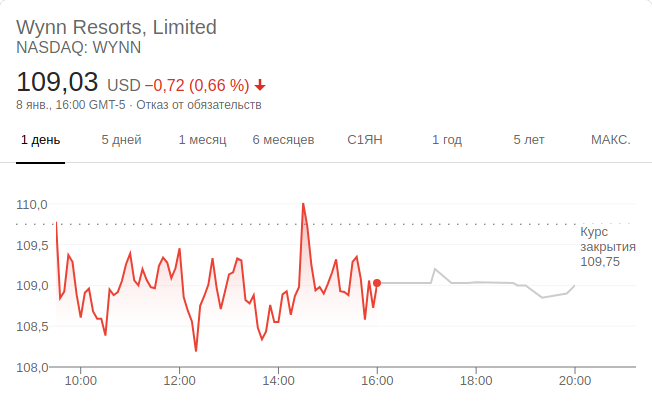 Wynn Resorts, Limited
NASDAQ: WYNN
109,03 USD −0,72 (0,66 %)
8 янв., 16:00 GMT-5 · Отказ от обязательств
1 день 5 дней 1 месяц 6 месяцев С1ЯН 1 год 5 лет МАКС.
110,0
Курс
закрытия
109,75
109,5
109,0
108,5
108,0
10:00 12:00 14:00 16:00 18:00 20:00